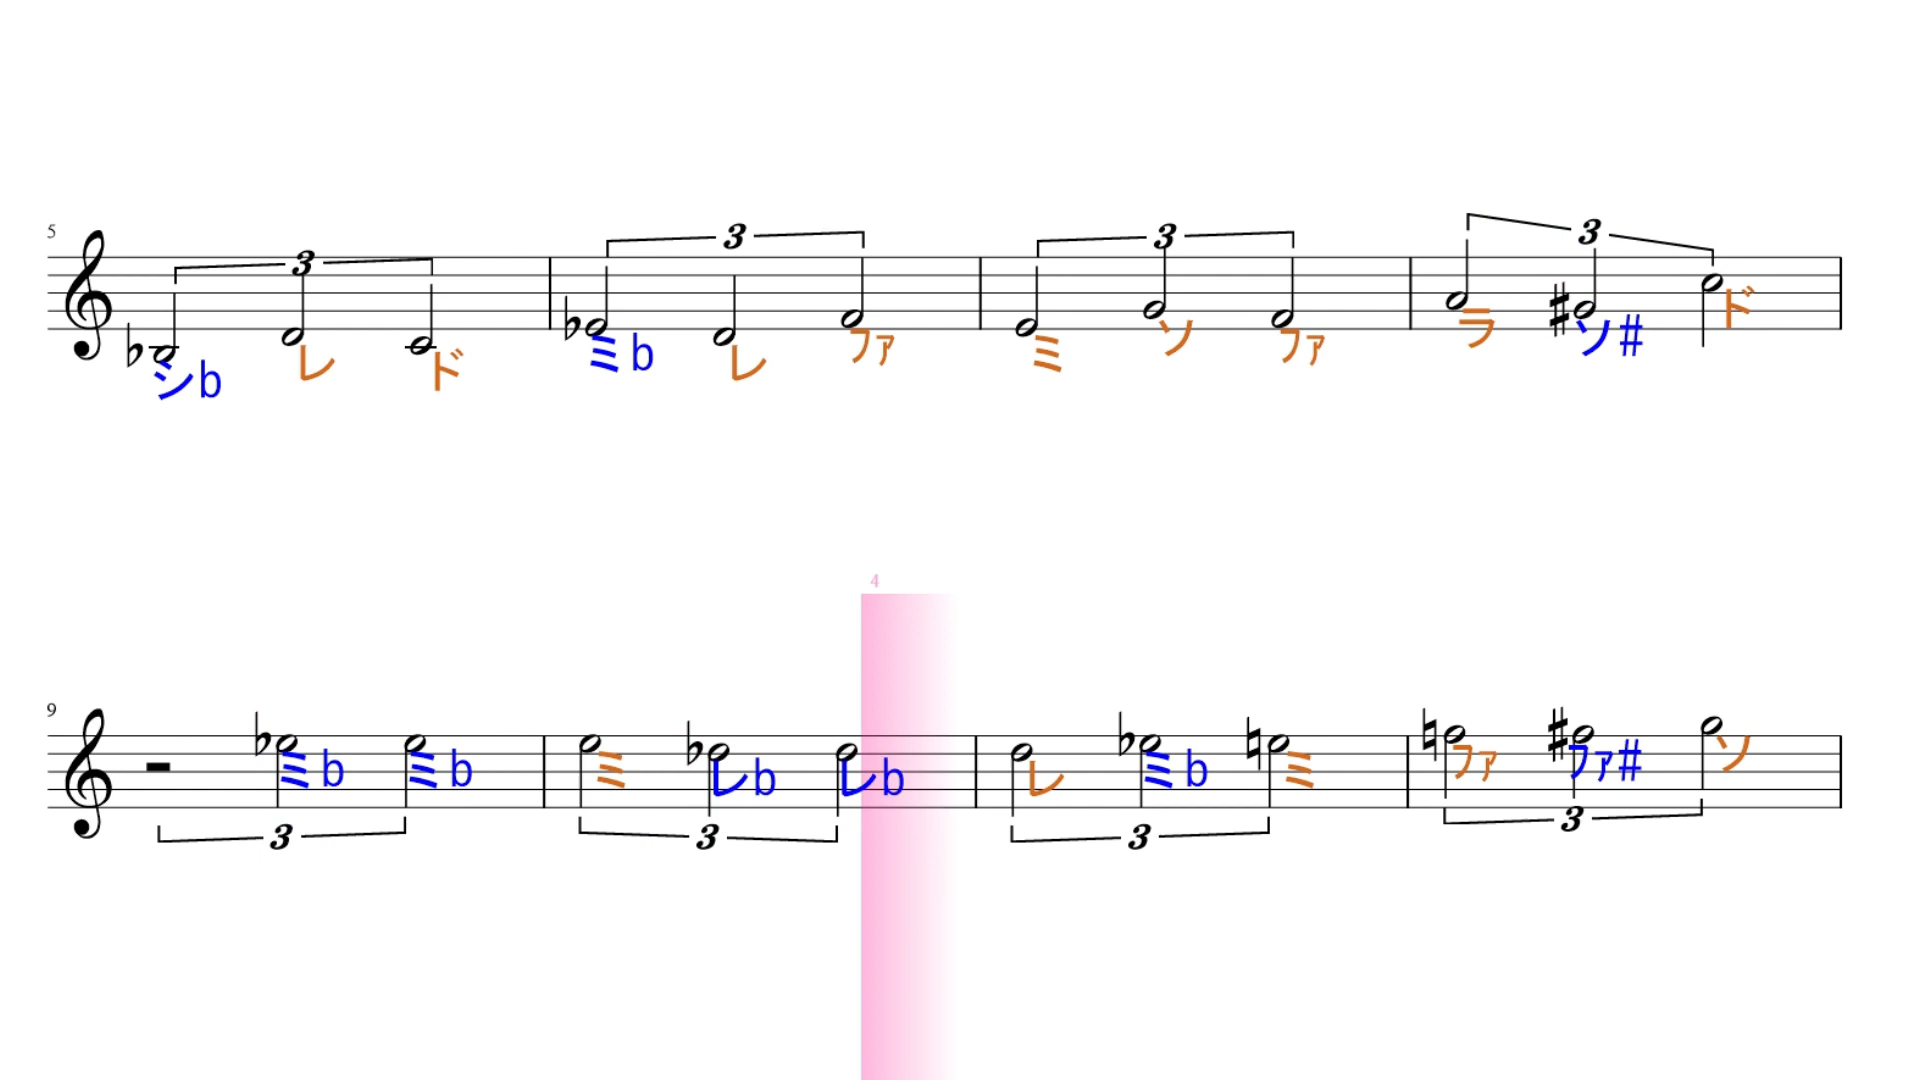 5 3 3 3 3
シb レ ド ミb レ ファ ミ ソ ファ ラ ソ# ド
4
9
ミb ミb ミ レb レb レ ミb ミ ファ ファ# ソ
3 3 3 3